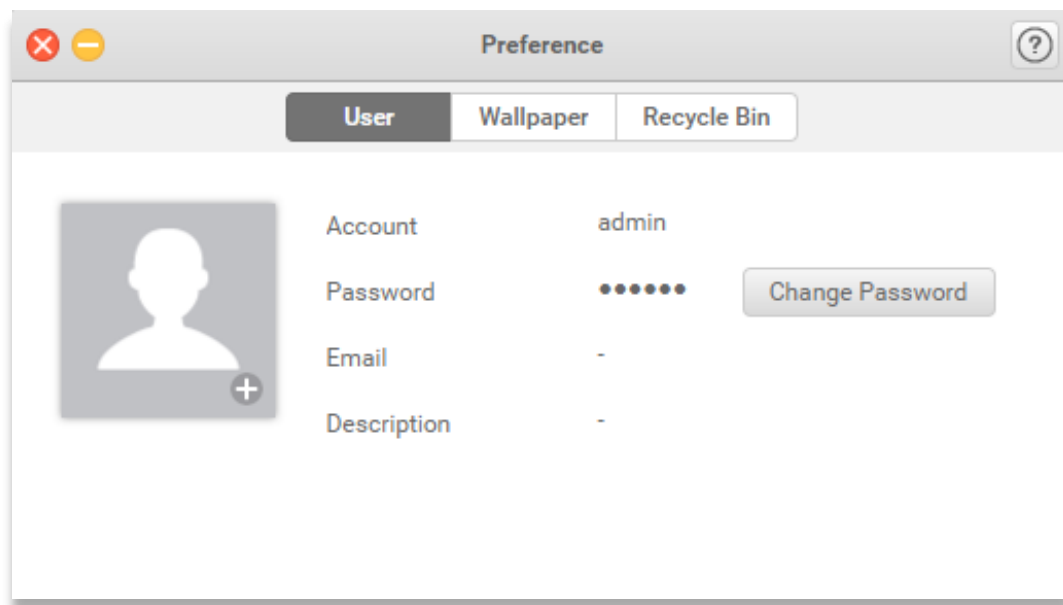 Preference
User Wallpaper Recycle Bin
Account admin
Password •••••• Change Password
Email -
Description -